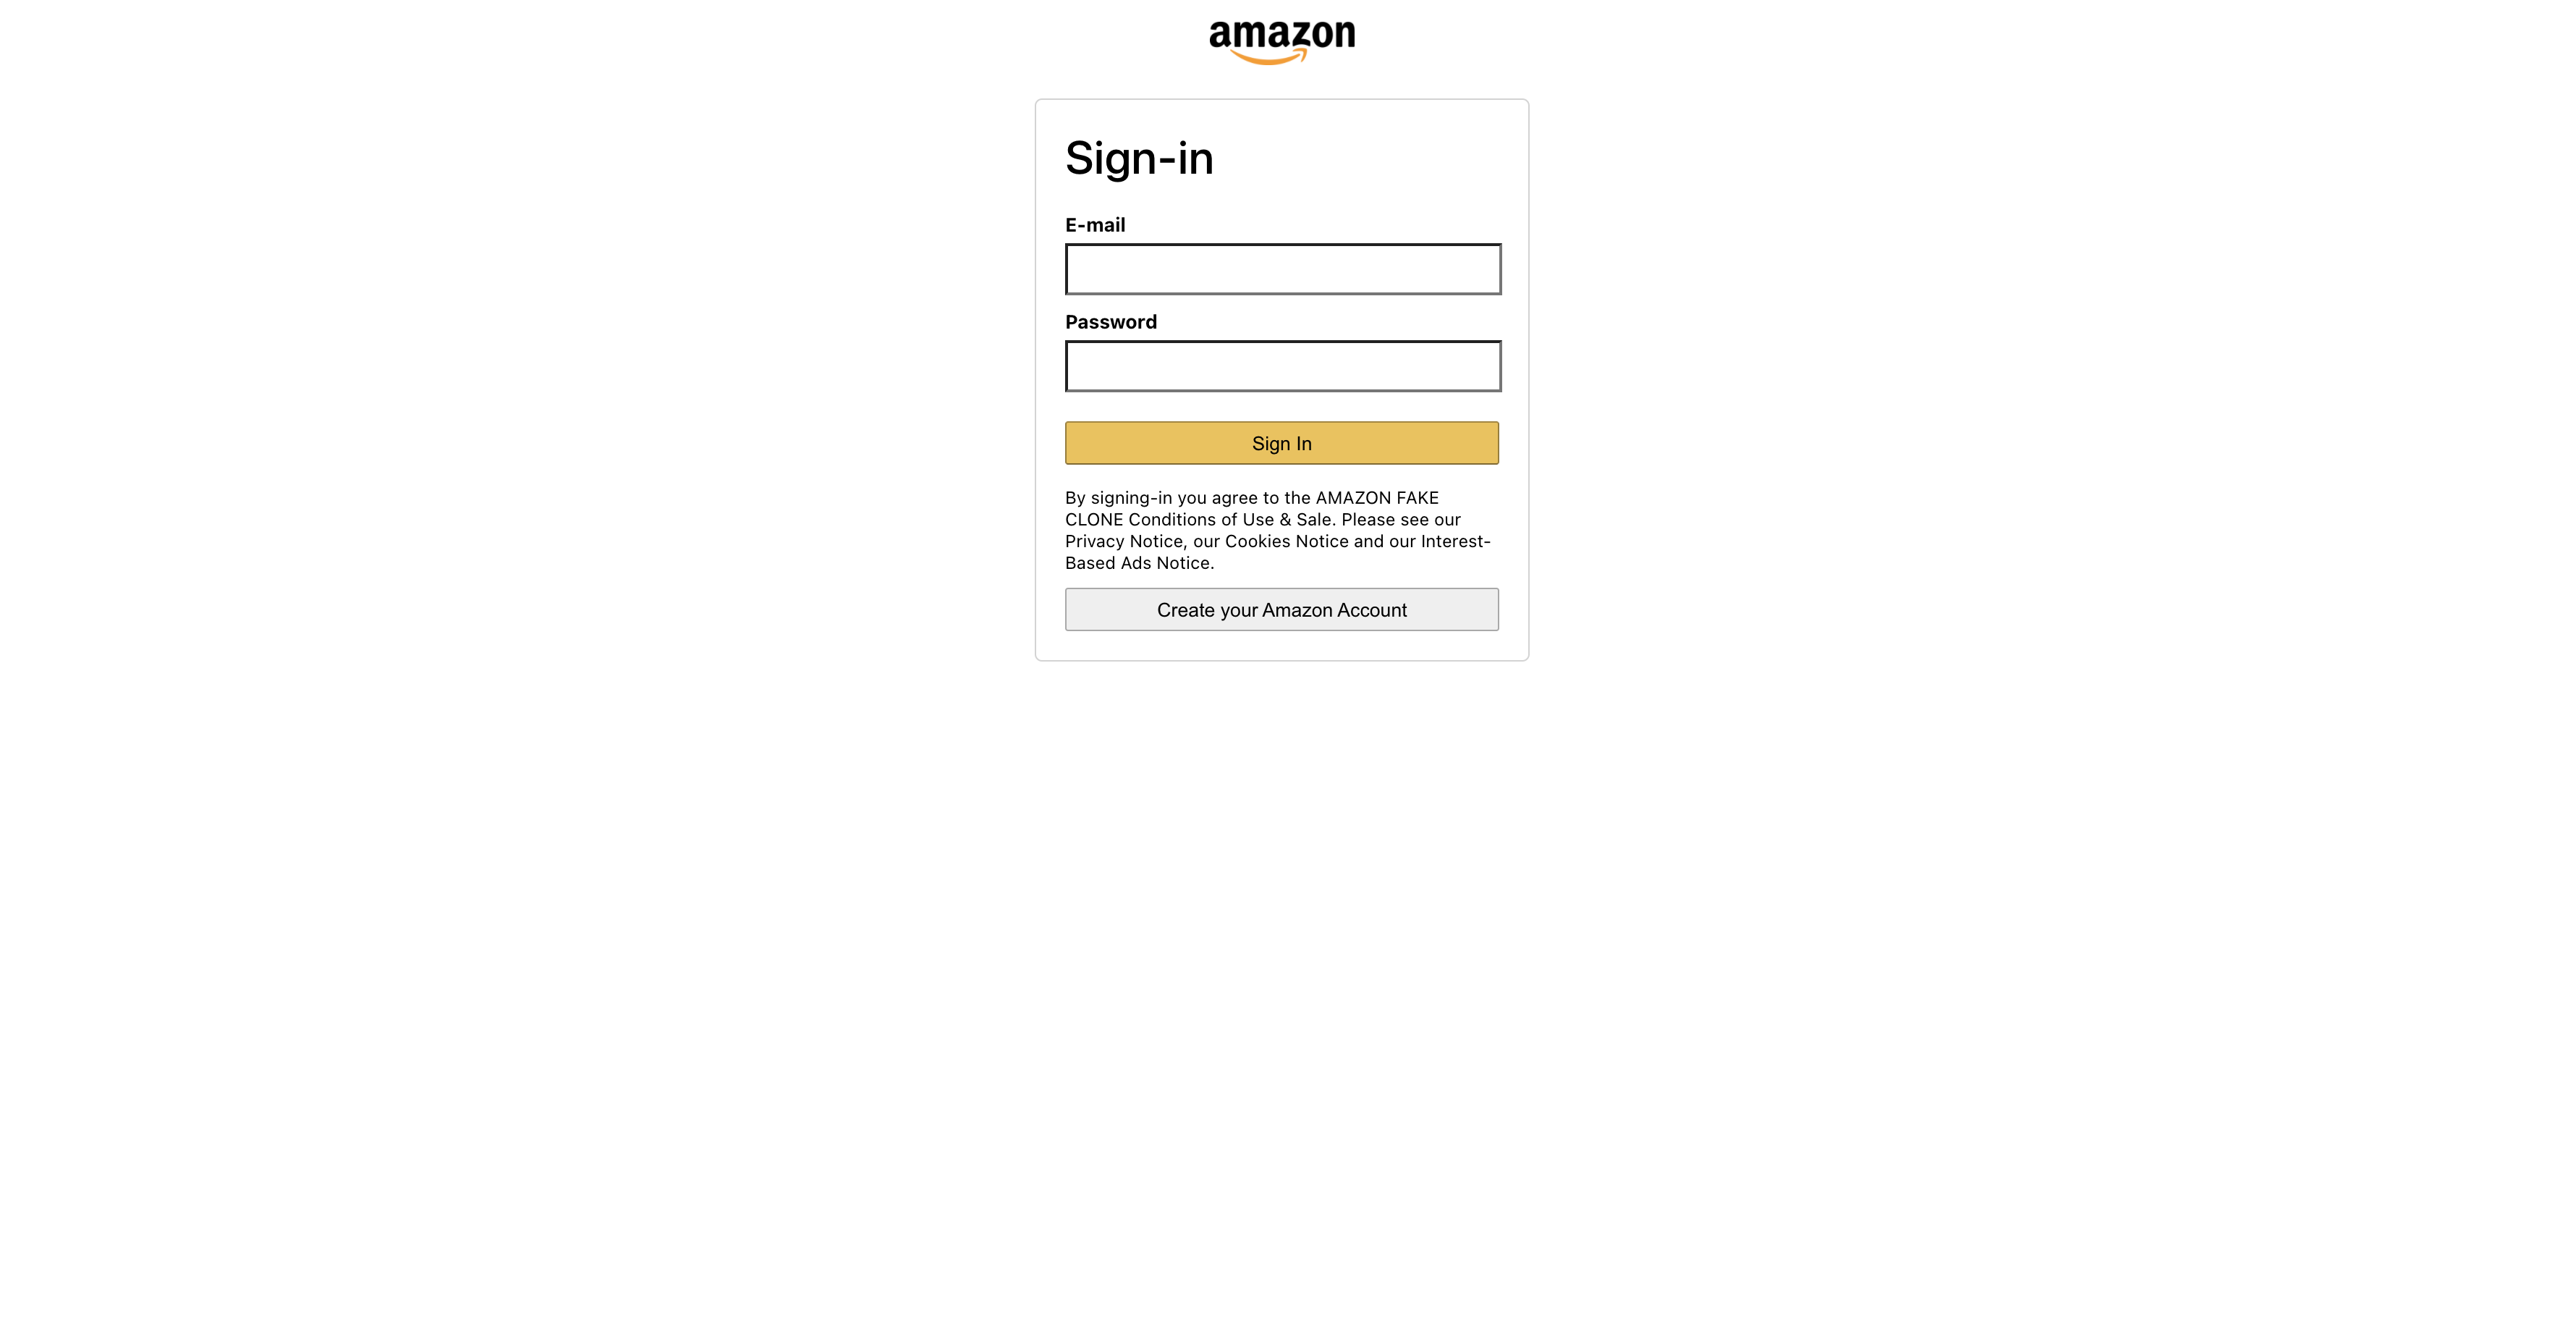 amazon
Sign-in
E-mail
Password
Sign In
By signing-in you agree to the AMAZON FAKE
CLONE Conditions of Use & Sale. Please see our
Privacy Notice, our Cookies Notice and our Interest-
Based Ads Notice.
Create your Amazon Account